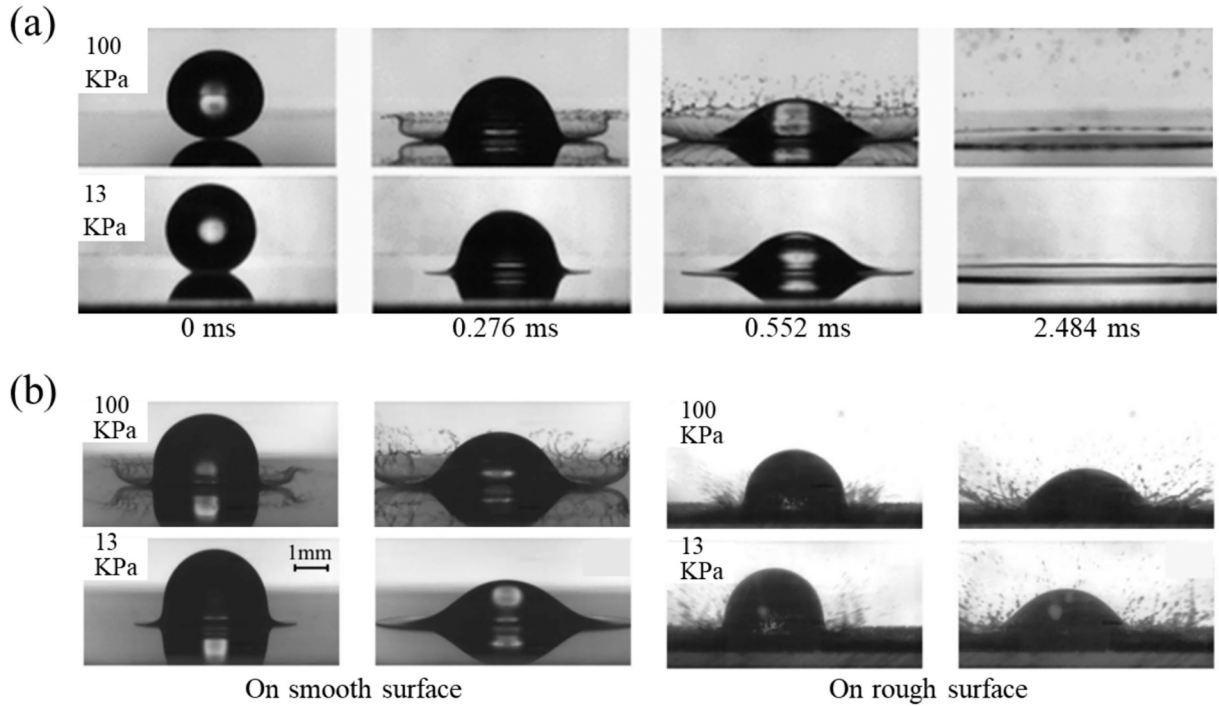 (a)
100
KPa
13
KPa
0 ms
0.276 ms
0.552 ms
2.484 ms
(b)
100
KPa
100
KPa
13
KPa
1mm
13
KPa
On smooth surface
On rough surface